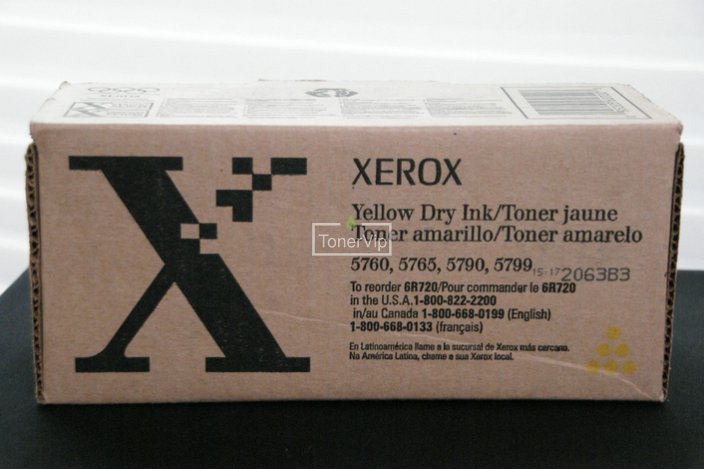 XEROX
Yellow Dry Ink/Toner jaune
Toner amarillo/Toner amarelo
TonerVip
5760, 5765, 5790, 5799
15-17 2063B3
To reorder 6R720/Pour commander le 6R720
in the U.S.A.1-800-822-2200
in/au Canada 1-800-668-0199 (English)
1-800-668-0133 (français)
En Latinoamérica llame a la sucursal de Xerox más cercano.
Na América Latina, chame a sua Xerox local.